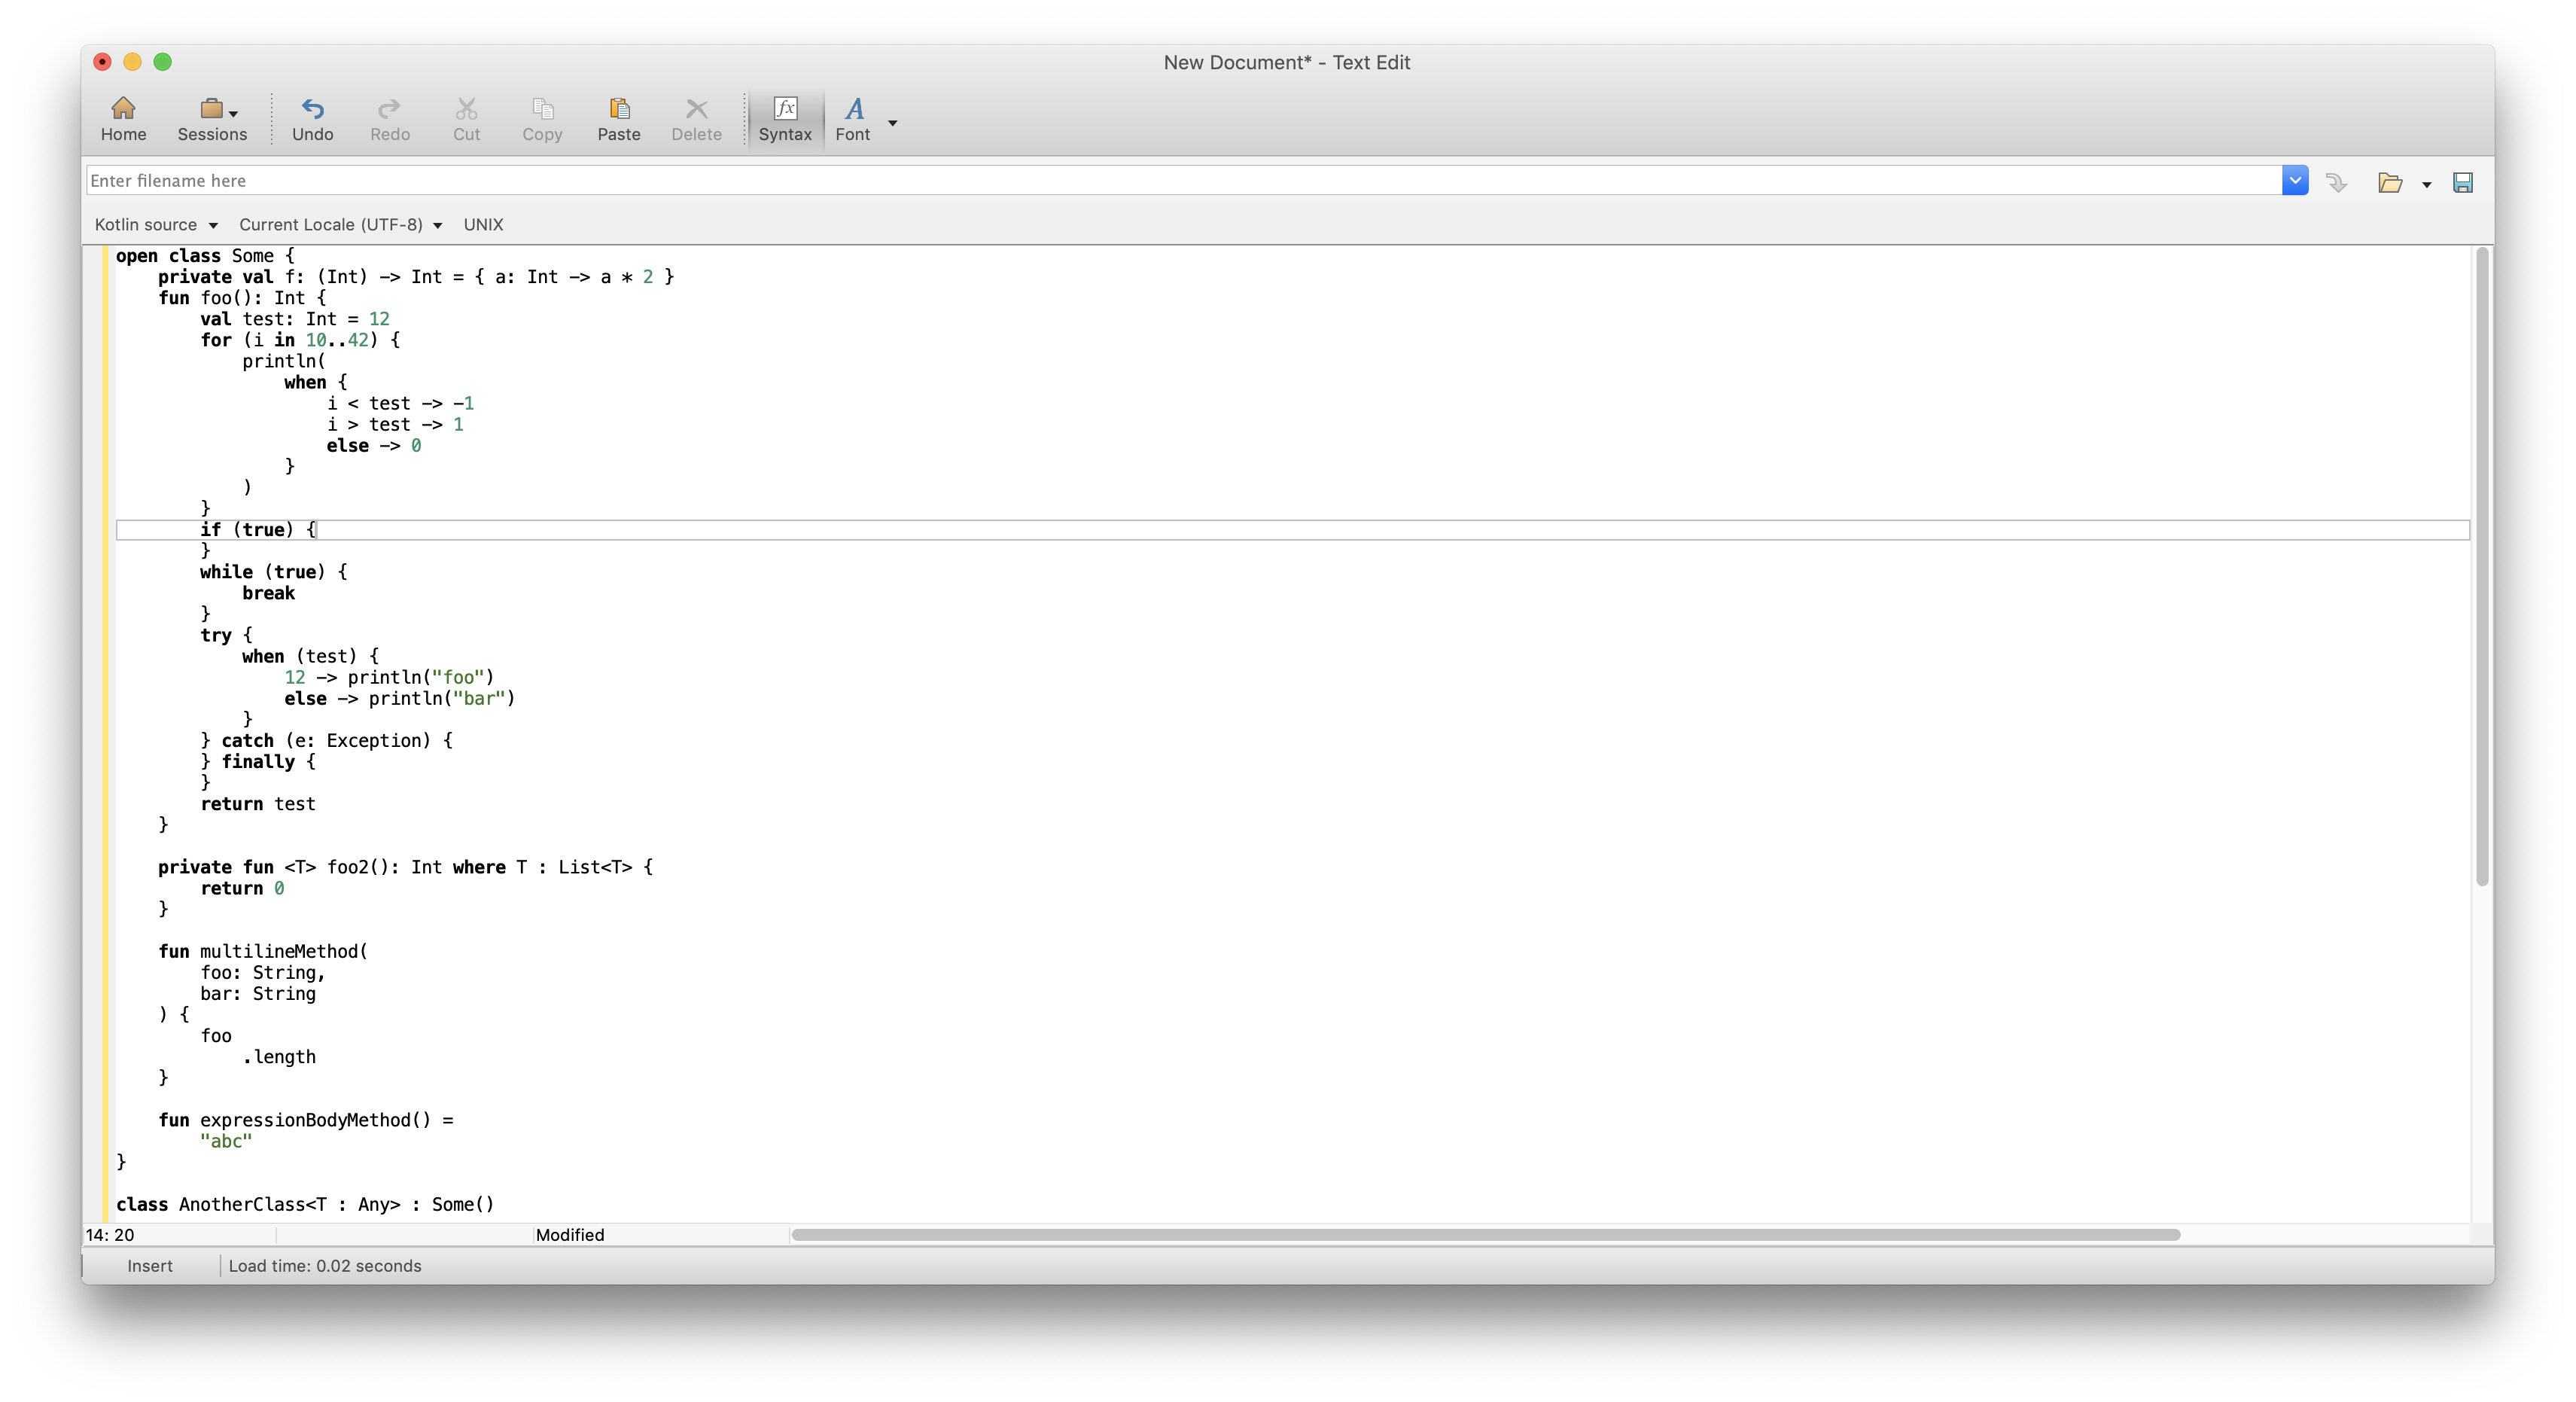 New Document* - Text Edit
Home Sessions Undo Redo Cut Copy Paste Delete fx Syntax A Font
Enter filename here
Kotlin source Current Locale (UTF-8) UNIX
open class Some {
    private val f: (Int) -> Int = { a: Int -> a * 2 }
    fun foo(): Int {
        val test: Int = 12
        for (i in 10..42) {
            println(
                when {
                    i < test -> -1
                    i > test -> 1
                    else -> 0
                }
            )
        }
        if (true) {
        }
        while (true) {
            break
        }
        try {
            when (test) {
                12 -> println("foo")
                else -> println("bar")
            }
        } catch (e: Exception) {
        } finally {
        }
        return test
    }

    private fun <T> foo2(): Int where T : List<T> {
        return 0
    }

    fun multilineMethod(
        foo: String,
        bar: String
    ) {
        foo
            .length
    }

    fun expressionBodyMethod() =
        "abc"
}

class AnotherClass<T : Any> : Some()
14: 20 Modified
Insert Load time: 0.02 seconds